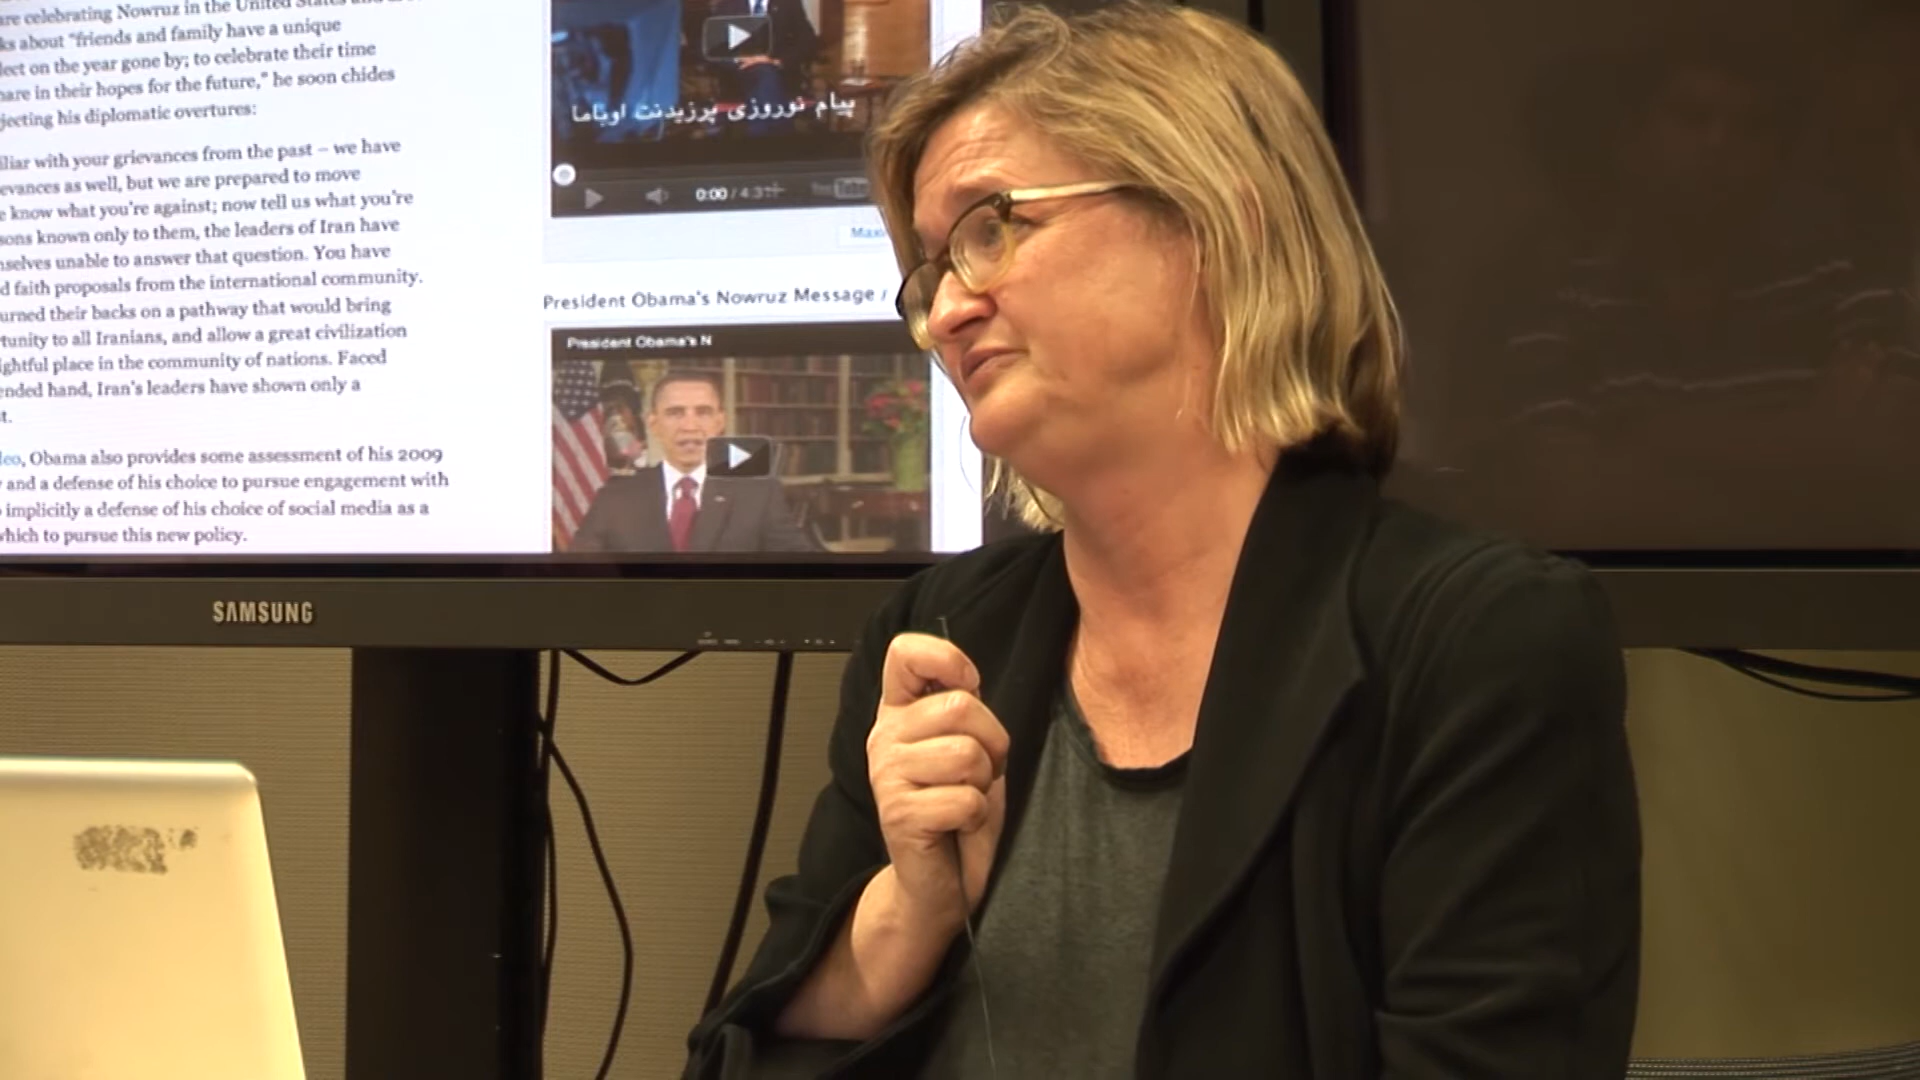 are celebrating Nowruz in the United States and
ks about "friends and family have a unique
lect on the year gone by; to celebrate their time
hare in their hopes for the future," he soon chides
jecting his diplomatic overtures:
iliar with your grievances from the past – we have
evances as well, but we are prepared to move
e know what you're against; now tell us what you're
sons known only to them, the leaders of Iran have
nselves unable to answer that question. You have
d faith proposals from the international community.
urned their backs on a pathway that would bring
tunity to all Iranians, and allow a great civilization
ightful place in the community of nations. Faced
ended hand, Iran's leaders have shown only a
t.
leo, Obama also provides some assessment of his 2009
and a defense of his choice to pursue engagement with
implicitly a defense of his choice of social media as a
which to pursue this new policy.
پیام نوروزی پرزیدنت اوباما
0:00 / 4:3
YouTube
President Obama's Nowruz Message /
President Obama's N
SAMSUNG